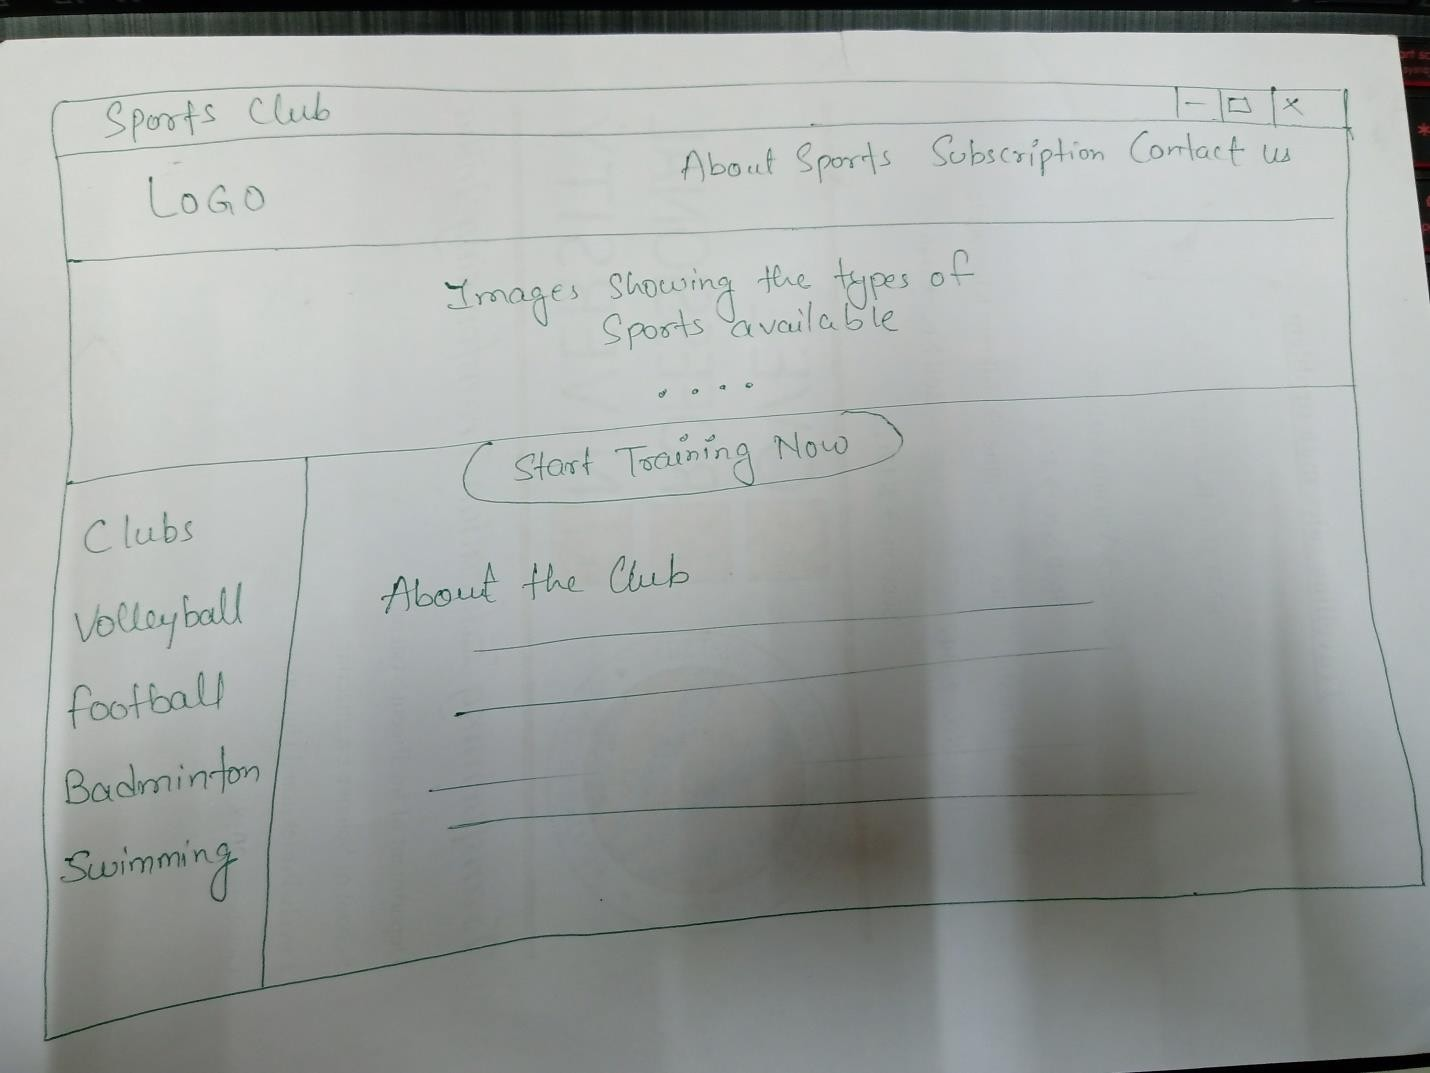 Sports Club
LOGO
About Sports Subscription Contact us
Images Showing the types of
Sports available
Start Training Now
Clubs
Volleyball
football
Badminton
Swimming
About the Club